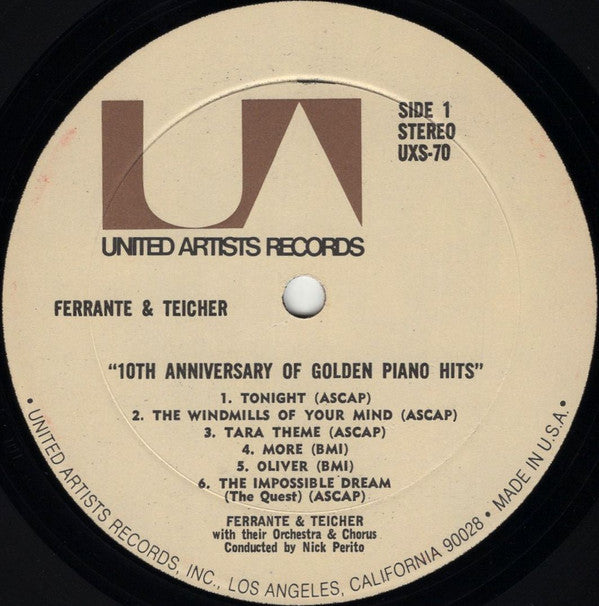 UA
UNITED ARTISTS RECORDS
SIDE 1
STEREO
UXS-70
FERRANTE & TEICHER
"10TH ANNIVERSARY OF GOLDEN PIANO HITS"
1. TONIGHT (ASCAP)
2. THE WINDMILLS OF YOUR MIND (ASCAP)
3. TARA THEME (ASCAP)
4. MORE (BMI)
5. OLIVER (BMI)
6. THE IMPOSSIBLE DREAM
(The Quest) (ASCAP)
FERRANTE & TEICHER
with their Orchestra & Chorus
Conducted by Nick Perito
• UNITED ARTISTS RECORDS, INC., LOS ANGELES, CALIFORNIA 90028 • MADE IN U.S.A. •